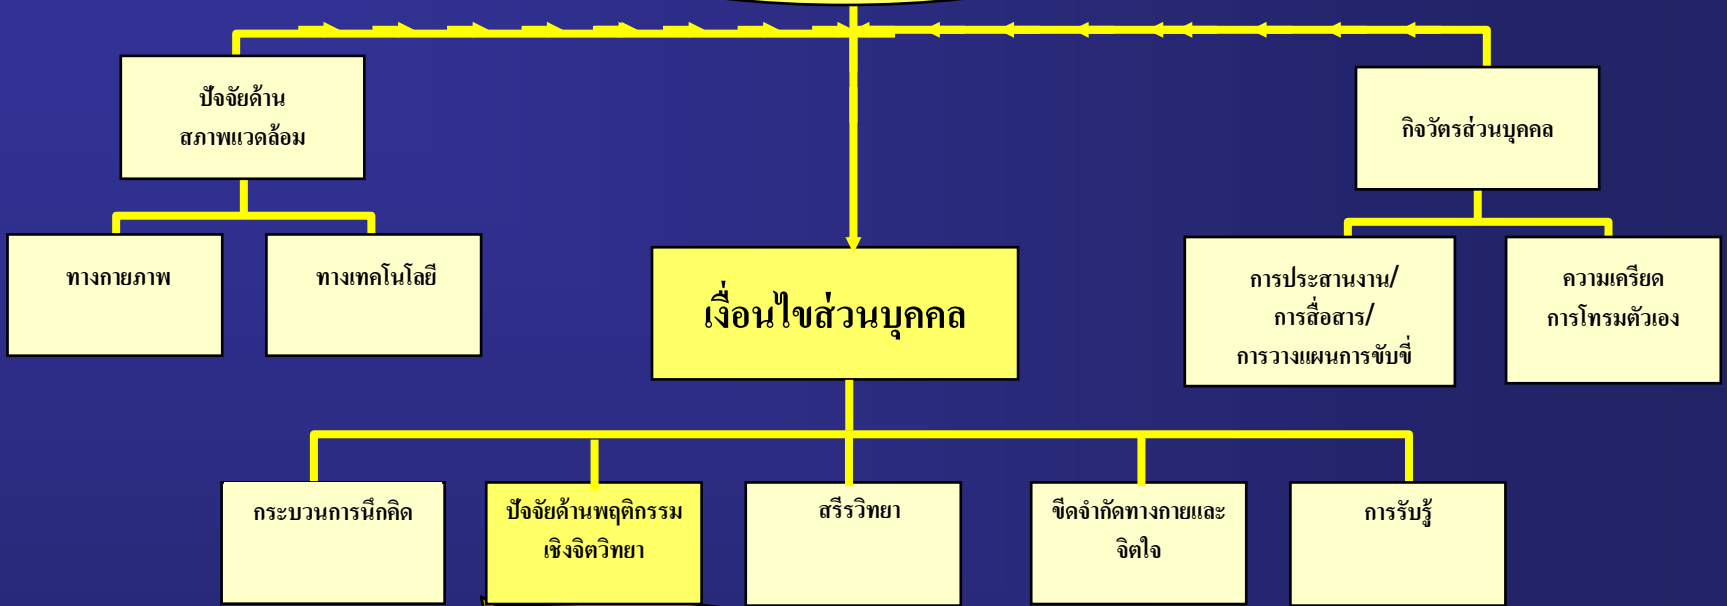 ปัจจัยด้าน
สภาพแวดล้อม
กิจวัตรส่วนบุคคล
ทางกายภาพ
ทางเทคโนโลยี
เงื่อนไขส่วนบุคคล
การประสานงาน/
การสื่อสาร/
การวางแผนการขับขี่
ความเครียด
การโทรมตัวเอง
กระบวนการนึกคิด
ปัจจัยด้านพฤติกรรม
เชิงจิตวิทยา
สรีรวิทยา
ขีดจำกัดทางกายและ
จิตใจ
การรับรู้